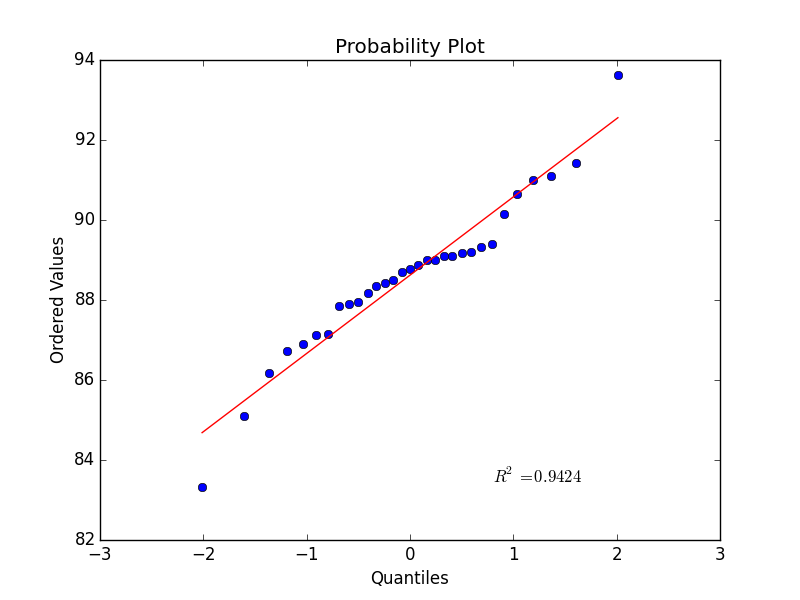 Probability Plot
94
92
90
88
86
84
82
Ordered Values
R² =0.9424
−3 −2 −1 0 1 2 3
Quantiles